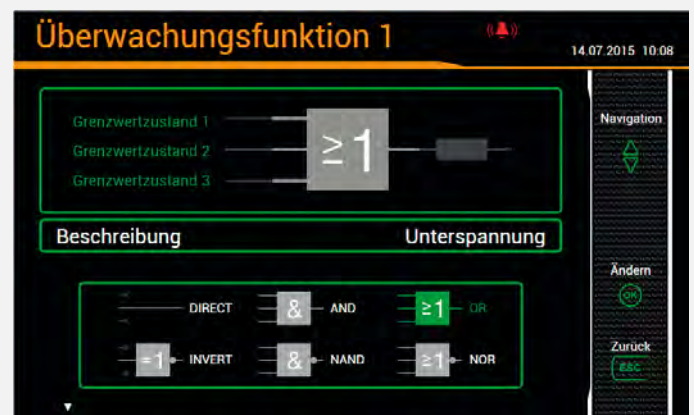 Überwachungsfunktion 1
14.07.2015 10:08
Grenzwertzustand 1
Grenzwertzustand 2
Grenzwertzustand 3
≥1
Navigation
Beschreibung Unterspannung
DIRECT & AND ≥1 OR
=1 INVERT & NAND ≥1 NOR
Ändern
OK
Zurück
ESC